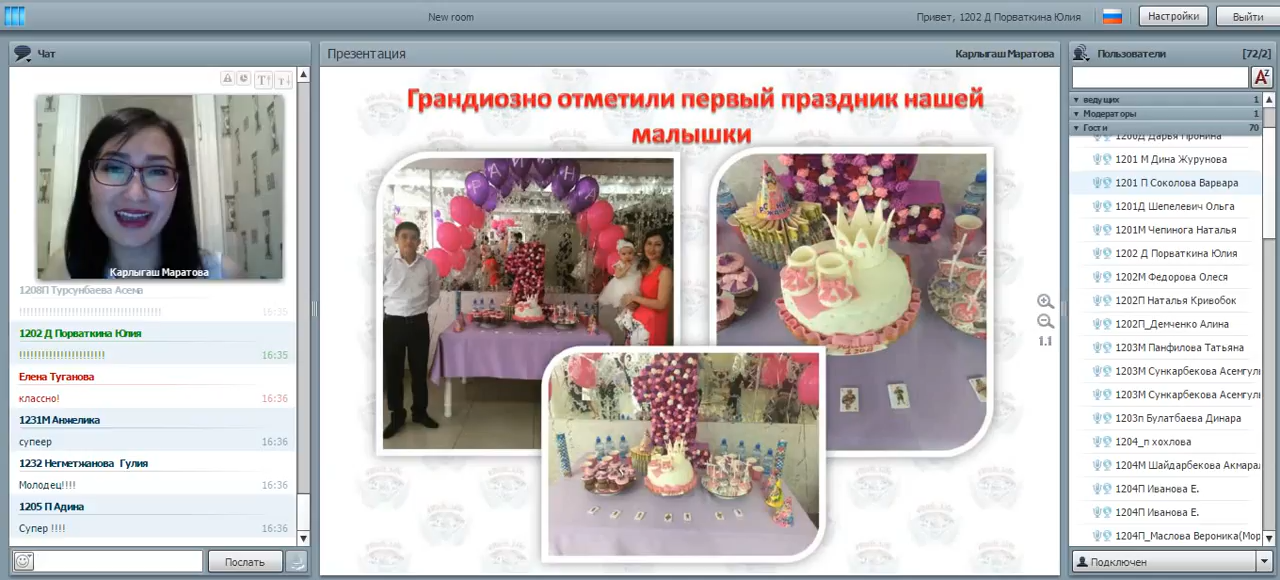 New room
Привет, 1202 Д Порваткина Юлия
Настройки
Выйти
Чат
Карлыгаш Маратова
1208П Турсунбаева Асема
!!!!!!!!!!!!!!!!!!!!!!!!!!!!!!!!!!!!!! 16:35
1202 Д Порваткина Юлия
!!!!!!!!!!!!!!!!!!!!!!! 16:35
Елена Туганова
классно! 16:36
1231М Анжелика
супеер 16:36
1232 Негметжанова Гулия
Молодец!!!! 16:36
1205 П Адина
Супер !!!! 16:36
Послать
Презентация
Карлыгаш Маратова
Грандиозно отметили первый праздник нашей
малышки
1.1
Пользователи [72/2]
ведущих 1
Модераторы 1
Гости 70
1200Д Дарья Пронина
1201 М Дина Журунова
1201 П Соколова Варвара
1201Д Шепелевич Ольга
1201М Чепинога Наталья
1202 Д Порваткина Юлия
1202М Федорова Олеся
1202П Наталья Кривобок
1202П_Демченко Алина
1203М Панфилова Татьяна
1203М Сункарбекова Асемгуль
1203М Сункарбекова Асемгуль
1203п Булатбаева Динара
1204_п хохлова
1204М Шайдарбекова Акмарал
1204П Иванова Е.
1204П Иванова Е.
1204П_Маслова Вероника(Мор
Подключен